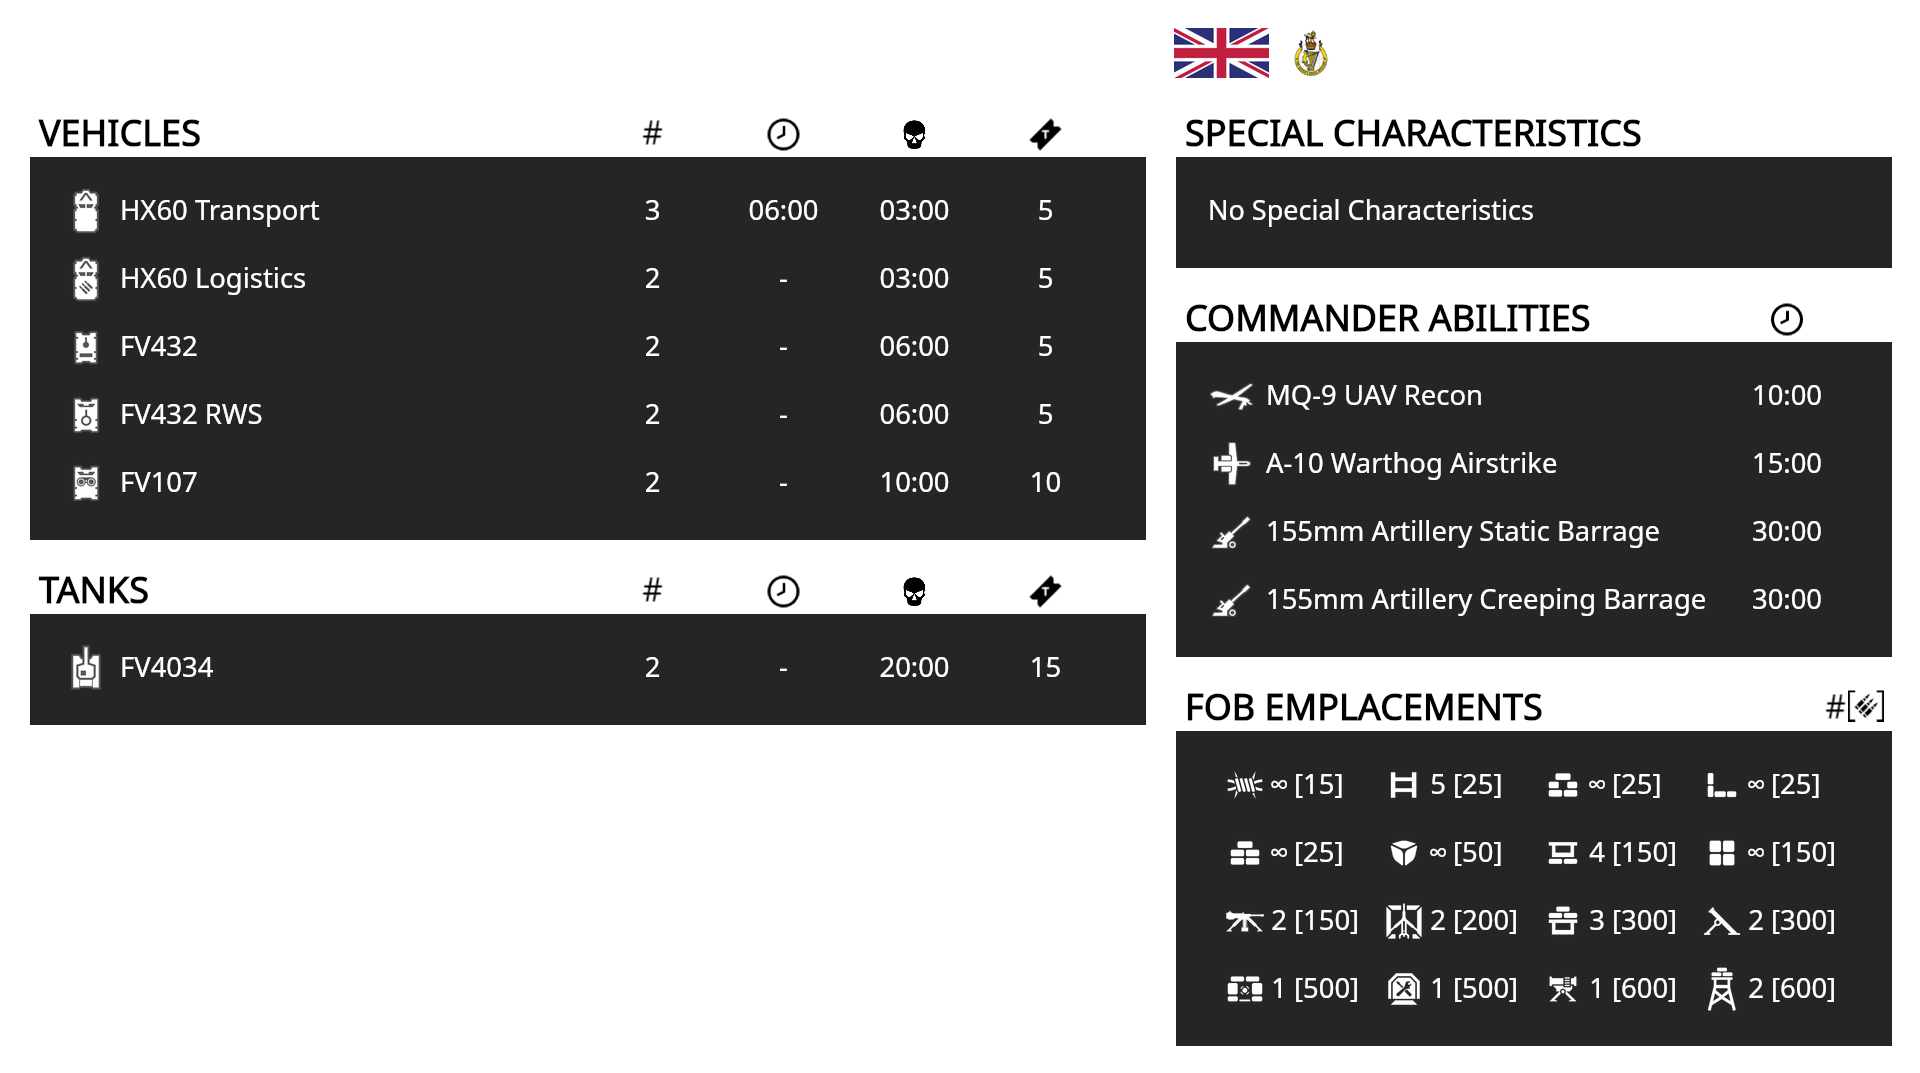 VEHICLES #
HX60 Transport 3 06:00 03:00 5
HX60 Logistics 2 - 03:00 5
FV432 2 - 06:00 5
FV432 RWS 2 - 06:00 5
FV107 2 - 10:00 10
TANKS #
FV4034 2 - 20:00 15
SPECIAL CHARACTERISTICS
No Special Characteristics
COMMANDER ABILITIES
MQ-9 UAV Recon 10:00
A-10 Warthog Airstrike 15:00
155mm Artillery Static Barrage 30:00
155mm Artillery Creeping Barrage 30:00
FOB EMPLACEMENTS #[]
∞ [15] 5 [25] ∞ [25] ∞ [25]
∞ [25] ∞ [50] 4 [150] ∞ [150]
2 [150] 2 [200] 3 [300] 2 [300]
1 [500] 1 [500] 1 [600] 2 [600]